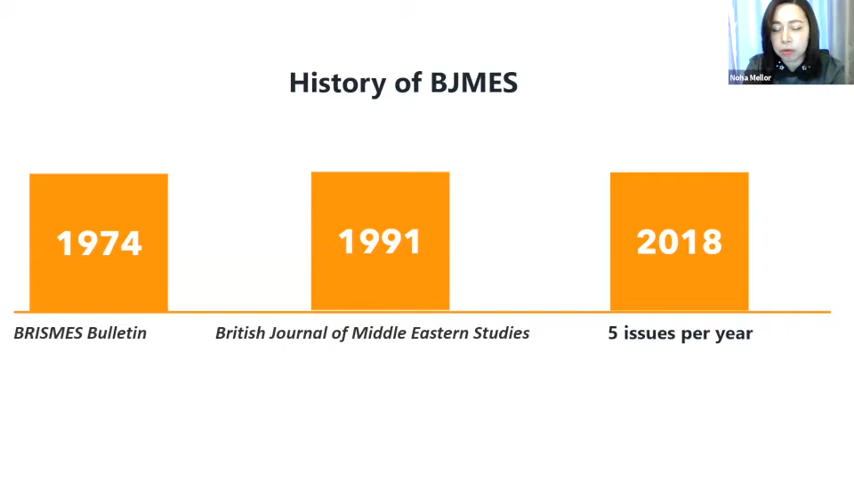 Noha Mellor
History of BJMES
1974
1991
2018
BRISMES Bulletin
British Journal of Middle Eastern Studies
5 issues per year